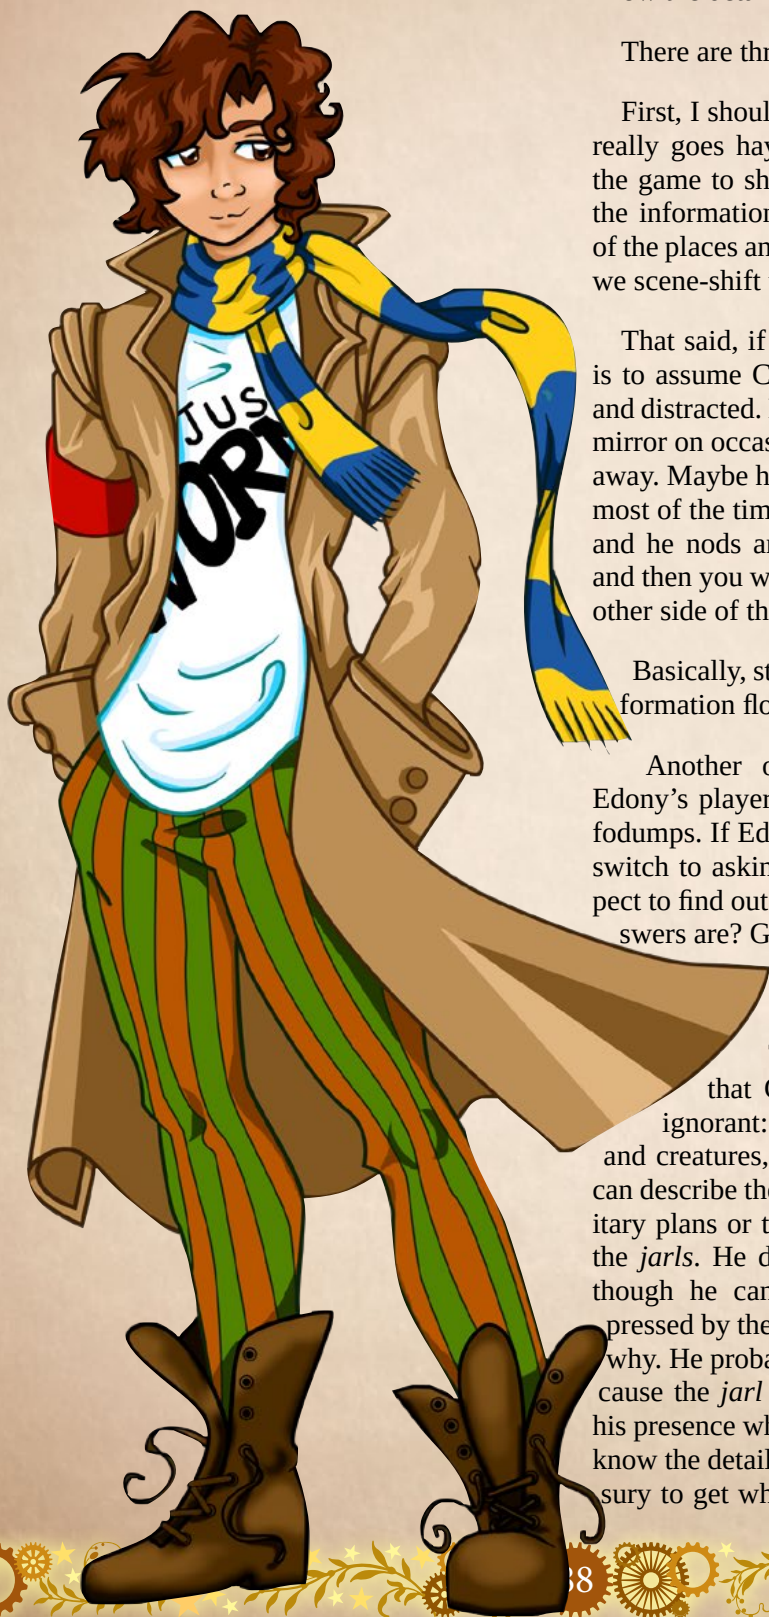 There are thr
First, I shoul
really goes hay
the game to sh
the information
of the places an
we scene-shift
That said, if
is to assume C
and distracted.
mirror on occas
away. Maybe h
most of the tim
and he nods an
and then you w
other side of th
Basically, st
formation flo
Another o
Edony’s player
fodumps. If Ed
switch to askin
pect to find out
swers are? G
that
ignorant:
and creatures,
can describe the
itary plans or t
the jarls. He d
though he can
pressed by the
why. He proba
cause the jarl
his presence wh
know the detail
sury to get wh
JUS
WORM
38